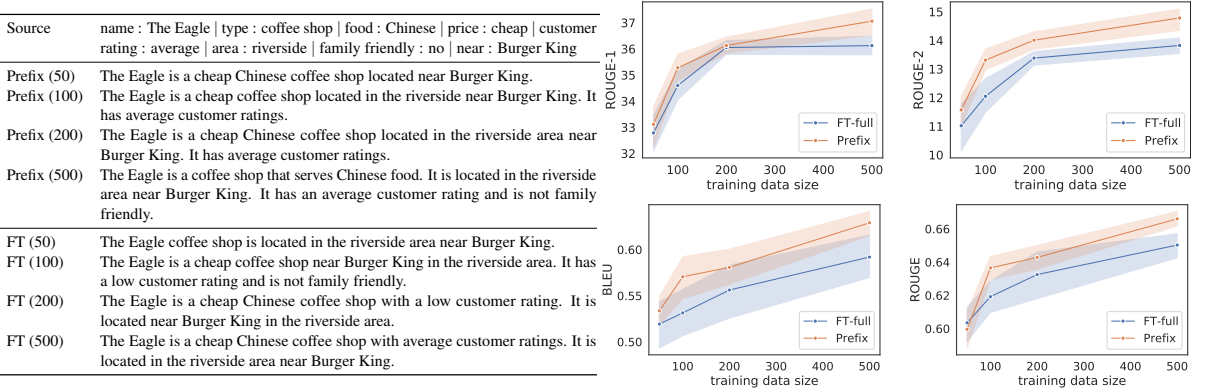 Source name : The Eagle | type : coffee shop | food : Chinese | price : cheap | customer
rating : average | area : riverside | family friendly : no | near : Burger King
Prefix (50) The Eagle is a cheap Chinese coffee shop located near Burger King.
Prefix (100) The Eagle is a cheap coffee shop located in the riverside near Burger King. It
has average customer ratings.
Prefix (200) The Eagle is a cheap Chinese coffee shop located in the riverside area near
Burger King. It has average customer ratings.
Prefix (500) The Eagle is a coffee shop that serves Chinese food. It is located in the riverside
area near Burger King. It has an average customer rating and is not family
friendly.
FT (50) The Eagle coffee shop is located in the riverside area near Burger King.
FT (100) The Eagle is a cheap coffee shop near Burger King in the riverside area. It has
a low customer rating and is not family friendly.
FT (200) The Eagle is a cheap Chinese coffee shop with a low customer rating. It is
located near Burger King in the riverside area.
FT (500) The Eagle is a cheap Chinese coffee shop with average customer ratings. It is
located in the riverside area near Burger King.
ROUGE-1
37
36
35
34
33
32
FT-full
Prefix
100 200 300 400 500
training data size
ROUGE-2
15
14
13
12
11
10
FT-full
Prefix
100 200 300 400 500
training data size
BLEU
0.60
0.55
0.50
FT-full
Prefix
100 200 300 400 500
training data size
ROUGE
0.66
0.64
0.62
0.60
FT-full
Prefix
100 200 300 400 500
training data size